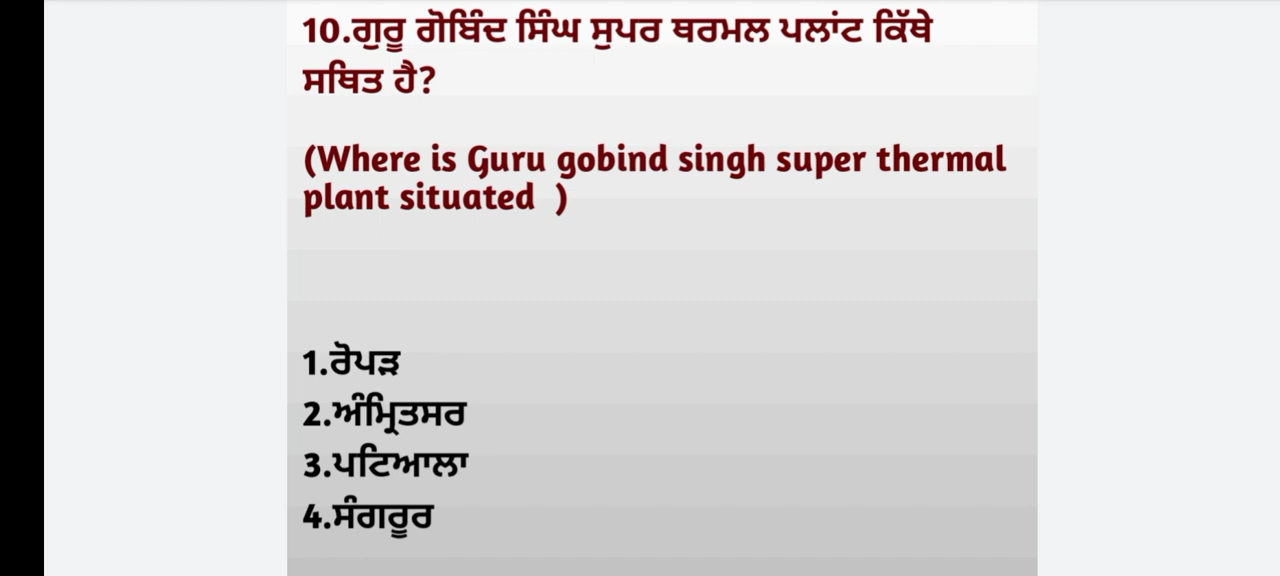 10.ਗੁਰੂ ਗੋਬਿੰਦ ਸਿੰਘ ਸੁਪਰ ਥਰਮਲ ਪਲਾਂਟ ਕਿੱਥੇ
ਸਥਿਤ ਹੈ?
(Where is Guru gobind singh super thermal
plant situated )
1.ਰੋਪੜ
2.ਅੰਮ੍ਰਿਤਸਰ
3.ਪਟਿਆਲਾ
4.ਸੰਗਰੂਰ